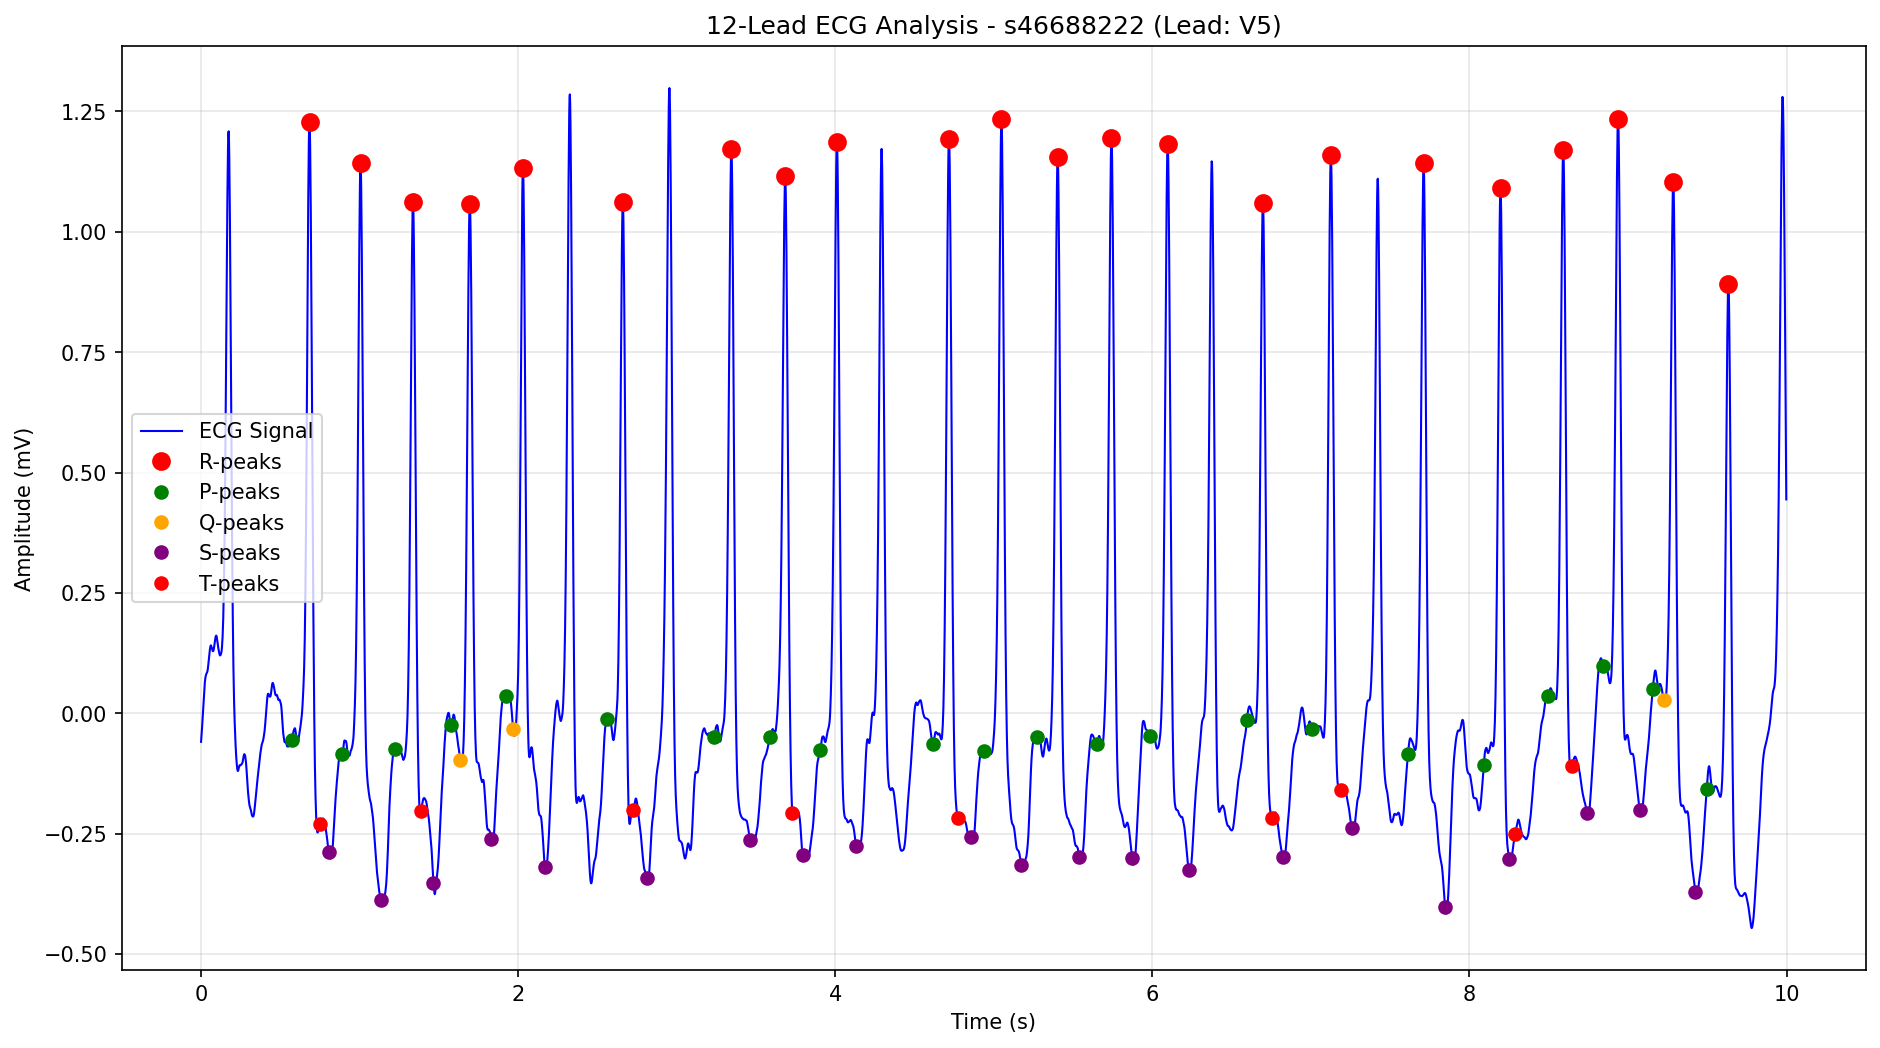 12-Lead ECG Analysis - s46688222 (Lead: V5)
Amplitude (mV)
1.25
1.00
0.75
0.50
0.25
0.00
−0.25
−0.50
ECG Signal
R-peaks
P-peaks
Q-peaks
S-peaks
T-peaks
0 2 4 6 8 10
Time (s)